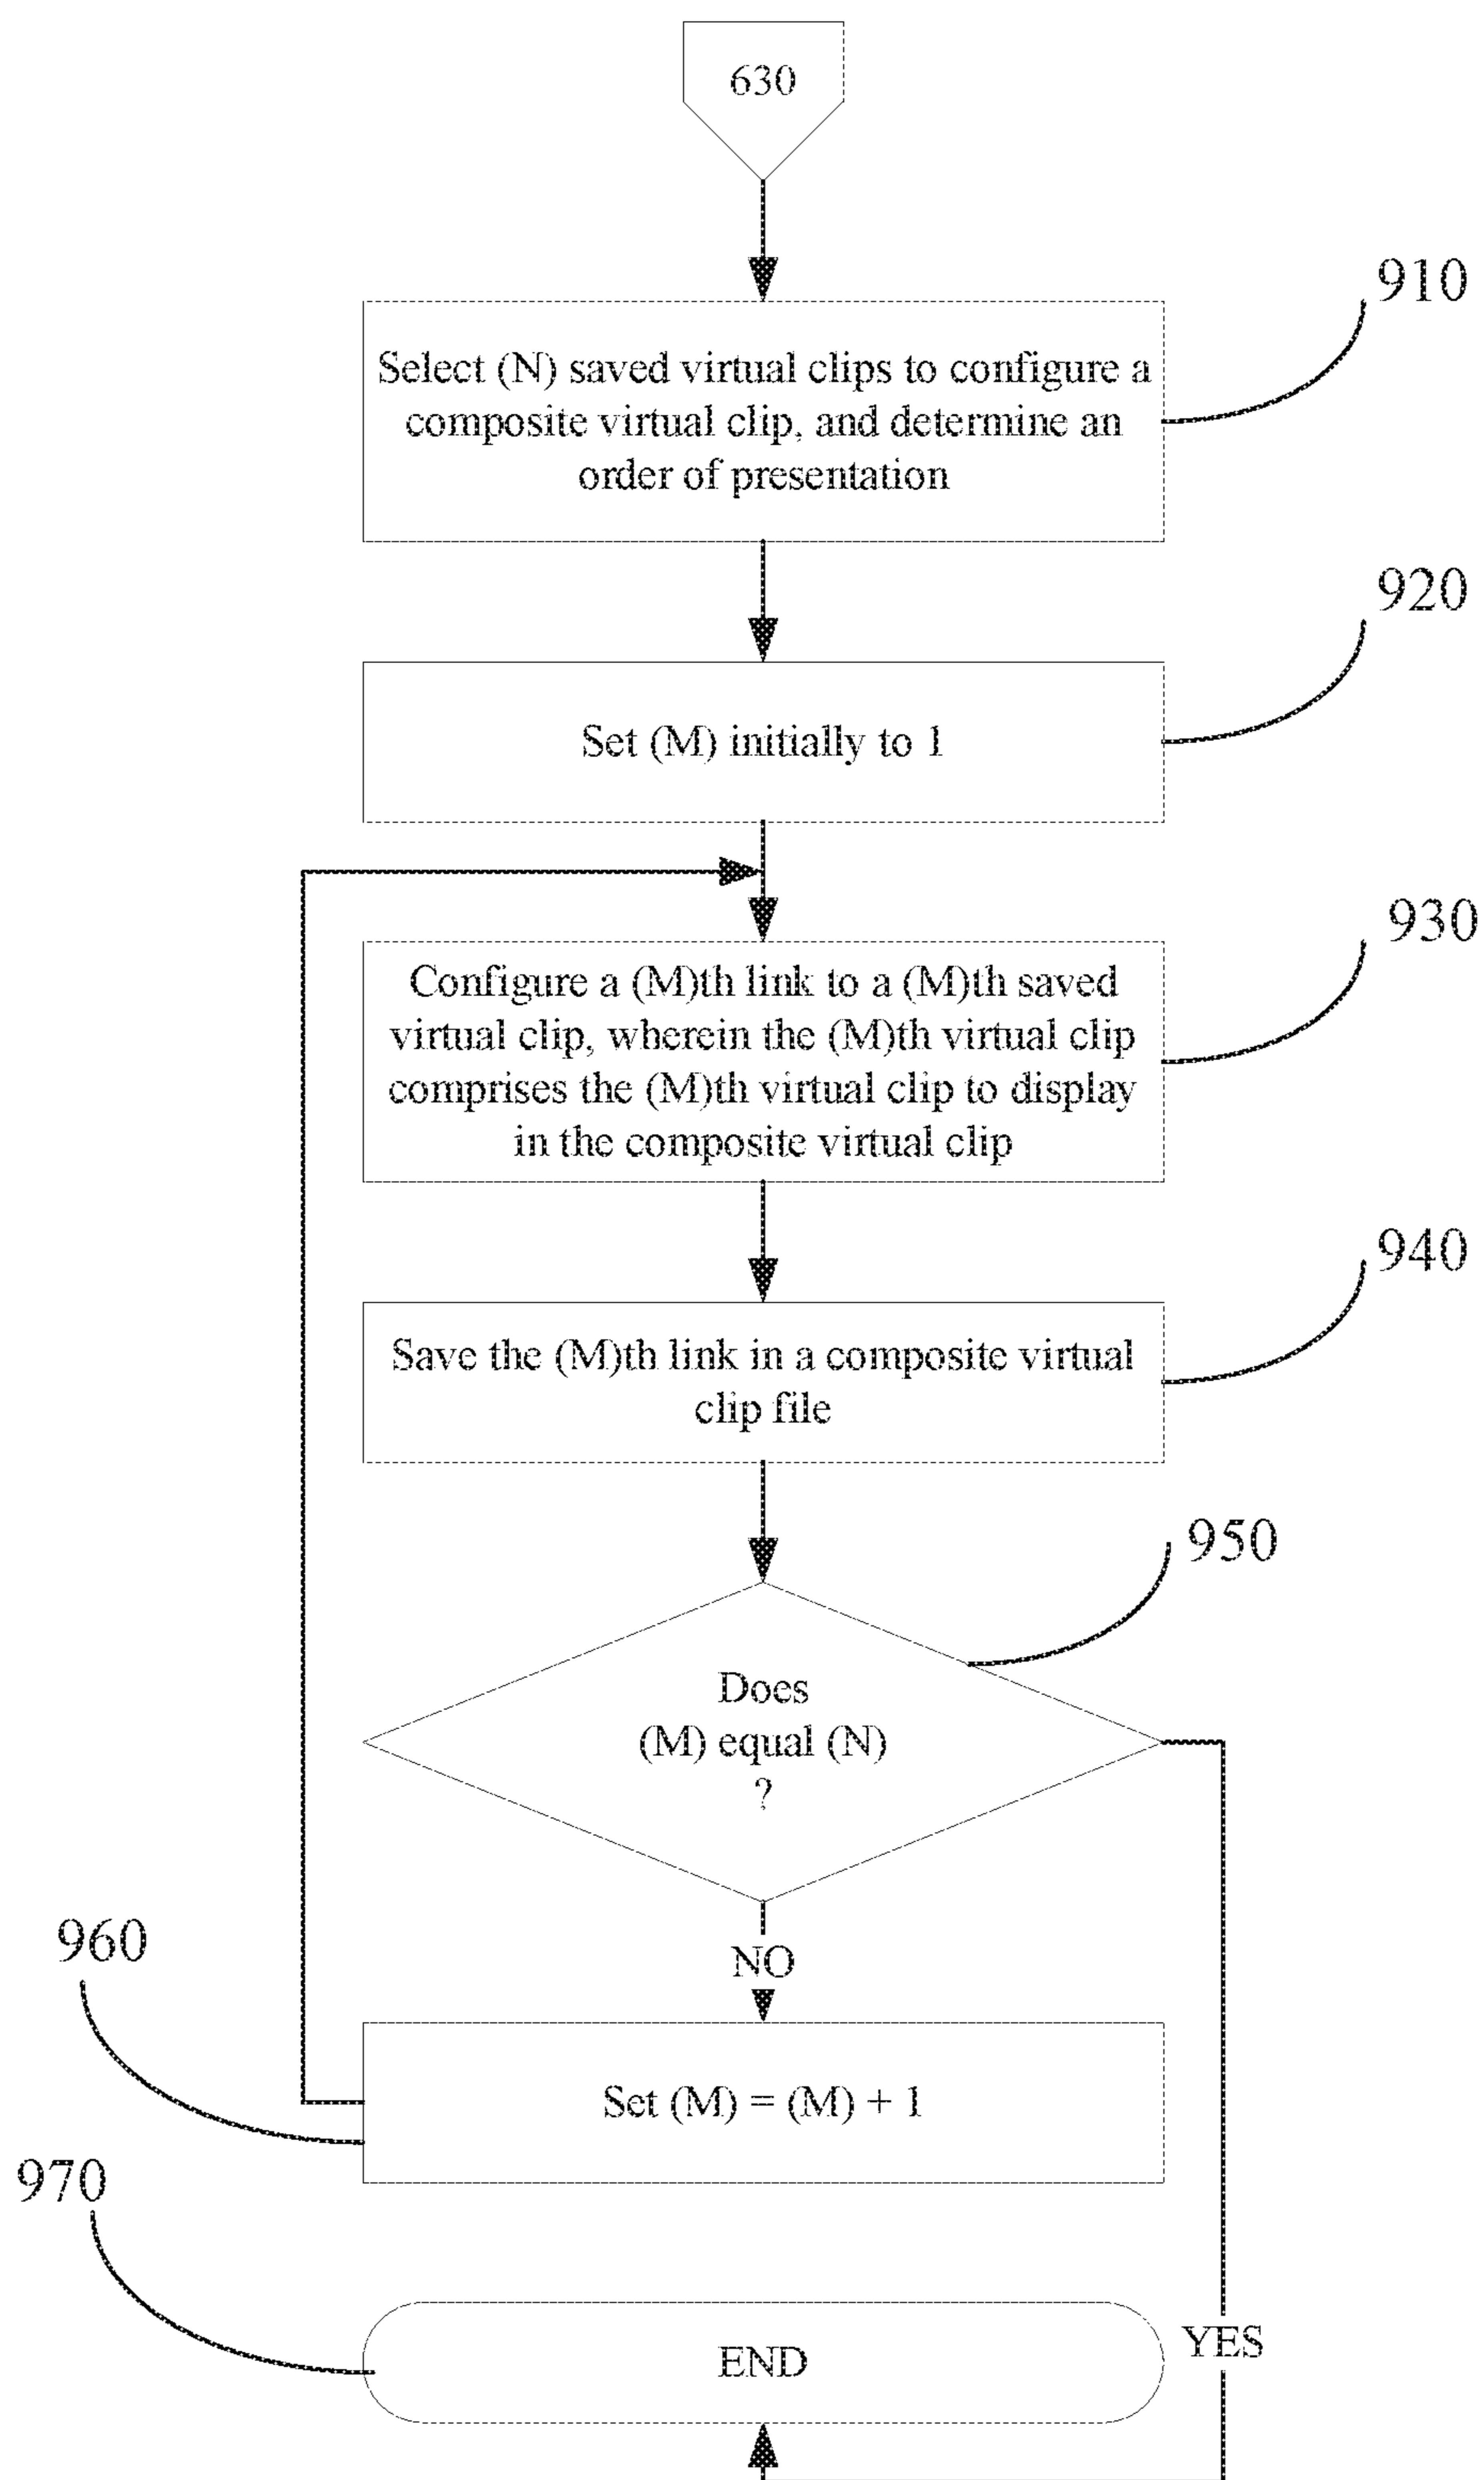 630
910
Select (N) saved virtual clips to configure a
composite virtual clip, and determine an
order of presentation
920
Set (M) initially to 1
930
Configure a (M)th link to a (M)th saved
virtual clip, wherein the (M)th virtual clip
comprises the (M)th virtual clip to display
in the composite virtual clip
940
Save the (M)th link in a composite virtual
clip file
950
Does
(M) equal (N)
?
960
NO
Set (M) = (M) + 1
970
END
YES